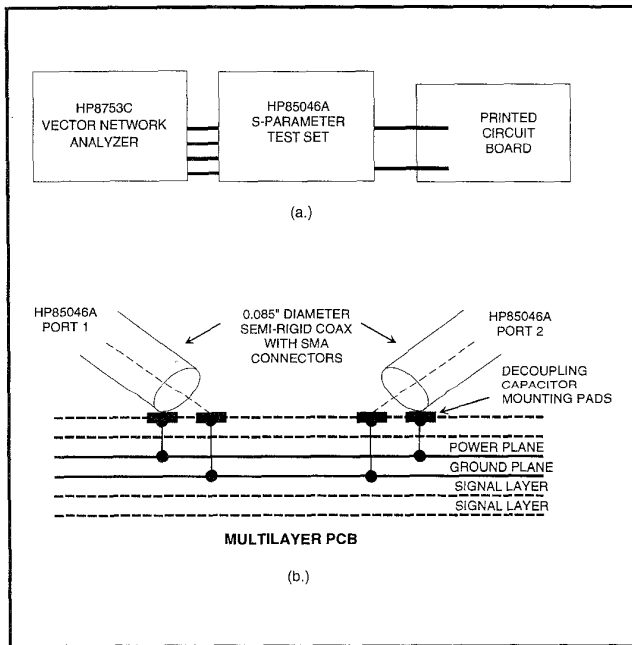 HP8753C
VECTOR NETWORK
ANALYZER
HP85046A
S-PARAMETER
TEST SET
PRINTED
CIRCUIT
BOARD
(a.)
HP85046A
PORT 1
0.085" DIAMETER
SEMI-RIGID COAX
WITH SMA
CONNECTORS
HP85046A
PORT 2
DECOUPLING
CAPACITOR
MOUNTING PADS
POWER PLANE
GROUND PLANE
SIGNAL LAYER
SIGNAL LAYER
MULTILAYER PCB
(b.)